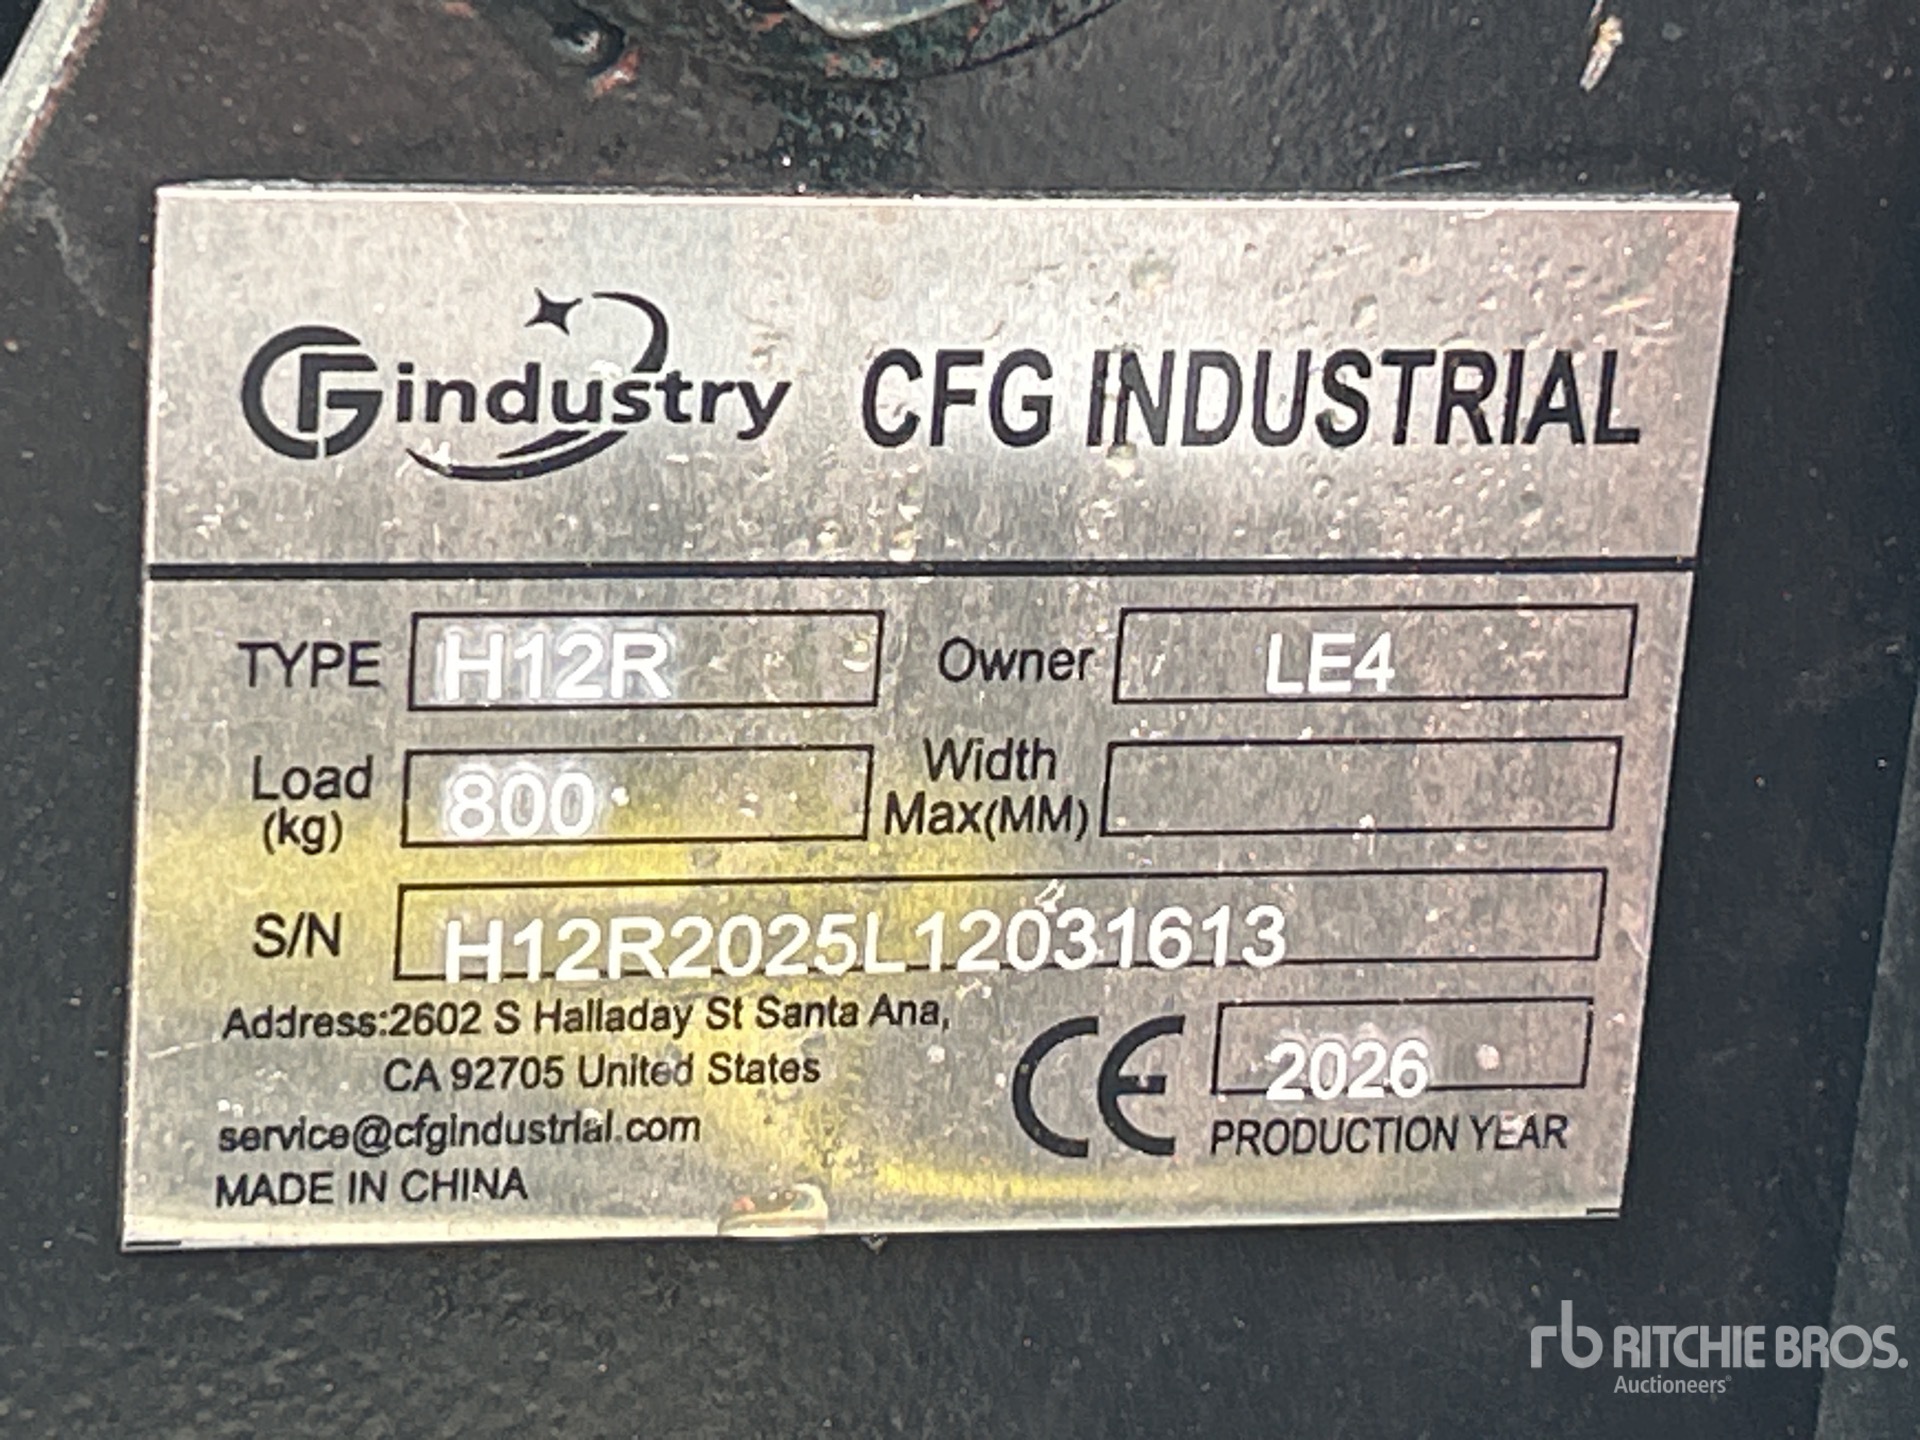 CFG industry CFG INDUSTRIAL
TYPE H12R Owner LE4
Load (kg) 800 Width Max(MM)
S/N H12R2025L12031613
Address:2602 S Halladay St Santa Ana,
CA 92705 United States
service@cfgindustrial.com
MADE IN CHINA
CE 2026
PRODUCTION YEAR
rb RITCHIE BROS.
Auctioneers